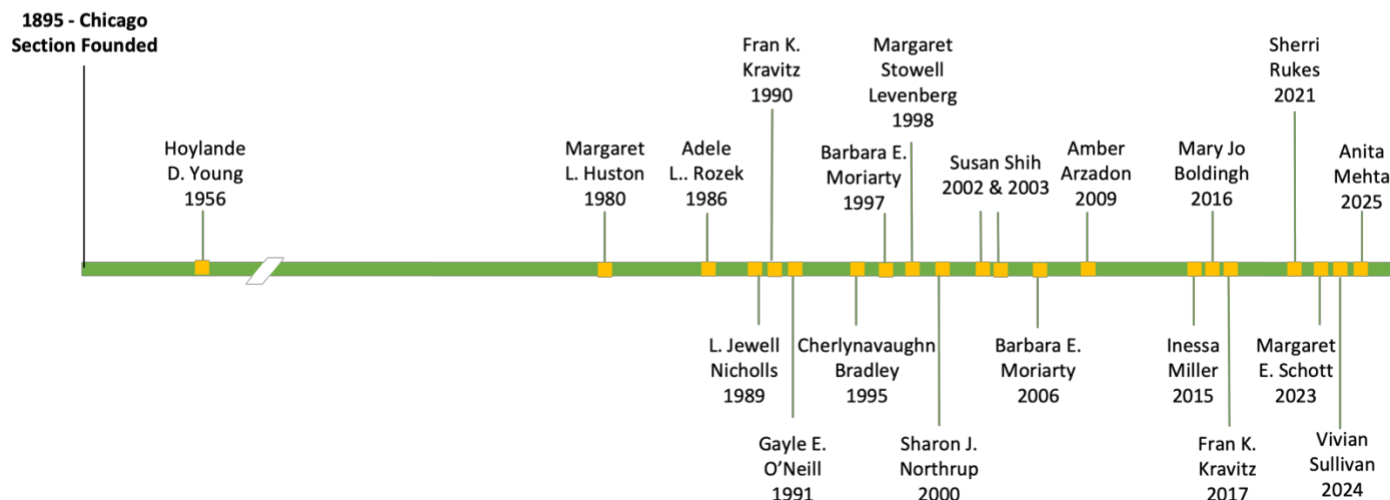 1895 - Chicago
Section Founded
Hoylande
D. Young
1956
Margaret
L. Huston
1980
Adele
L.. Rozek
1986
Fran K.
Kravitz
1990
Barbara E.
Moriarty
1997
Margaret
Stowell
Levenberg
1998
Susan Shih
2002 & 2003
Amber
Arzadon
2009
Mary Jo
Boldingh
2016
Sherri
Rukes
2021
Anita
Mehta
2025
L. Jewell
Nicholls
1989
Gayle E.
O’Neill
1991
Cherlynavaughn
Bradley
1995
Sharon J.
Northrup
2000
Barbara E.
Moriarty
2006
Inessa
Miller
2015
Fran K.
Kravitz
2017
Margaret
E. Schott
2023
Vivian
Sullivan
2024